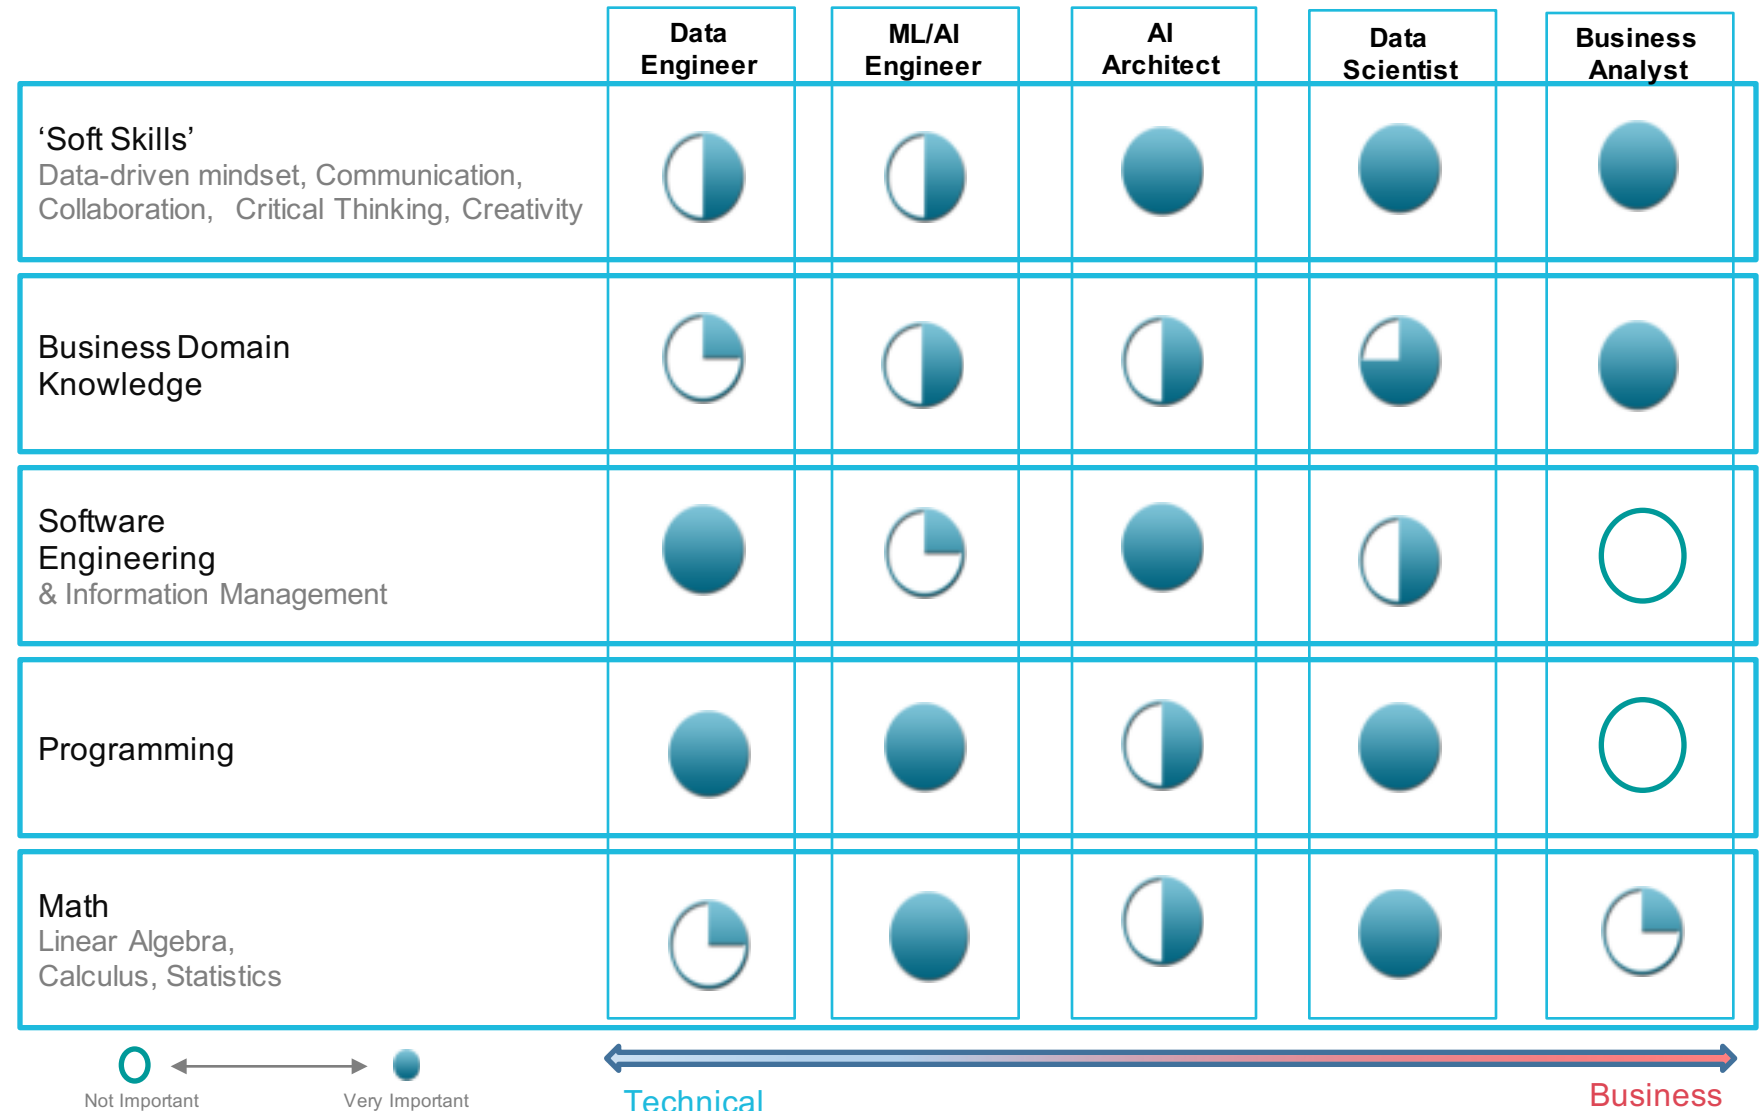 Data
Engineer
ML/AI
Engineer
AI
Architect
Data
Scientist
Business
Analyst
‘Soft Skills’
Data-driven mindset, Communication,
Collaboration, Critical Thinking, Creativity
Business Domain
Knowledge
Software
Engineering
& Information Management
Programming
Math
Linear Algebra,
Calculus, Statistics
Not Important
Very Important
Technical
Business